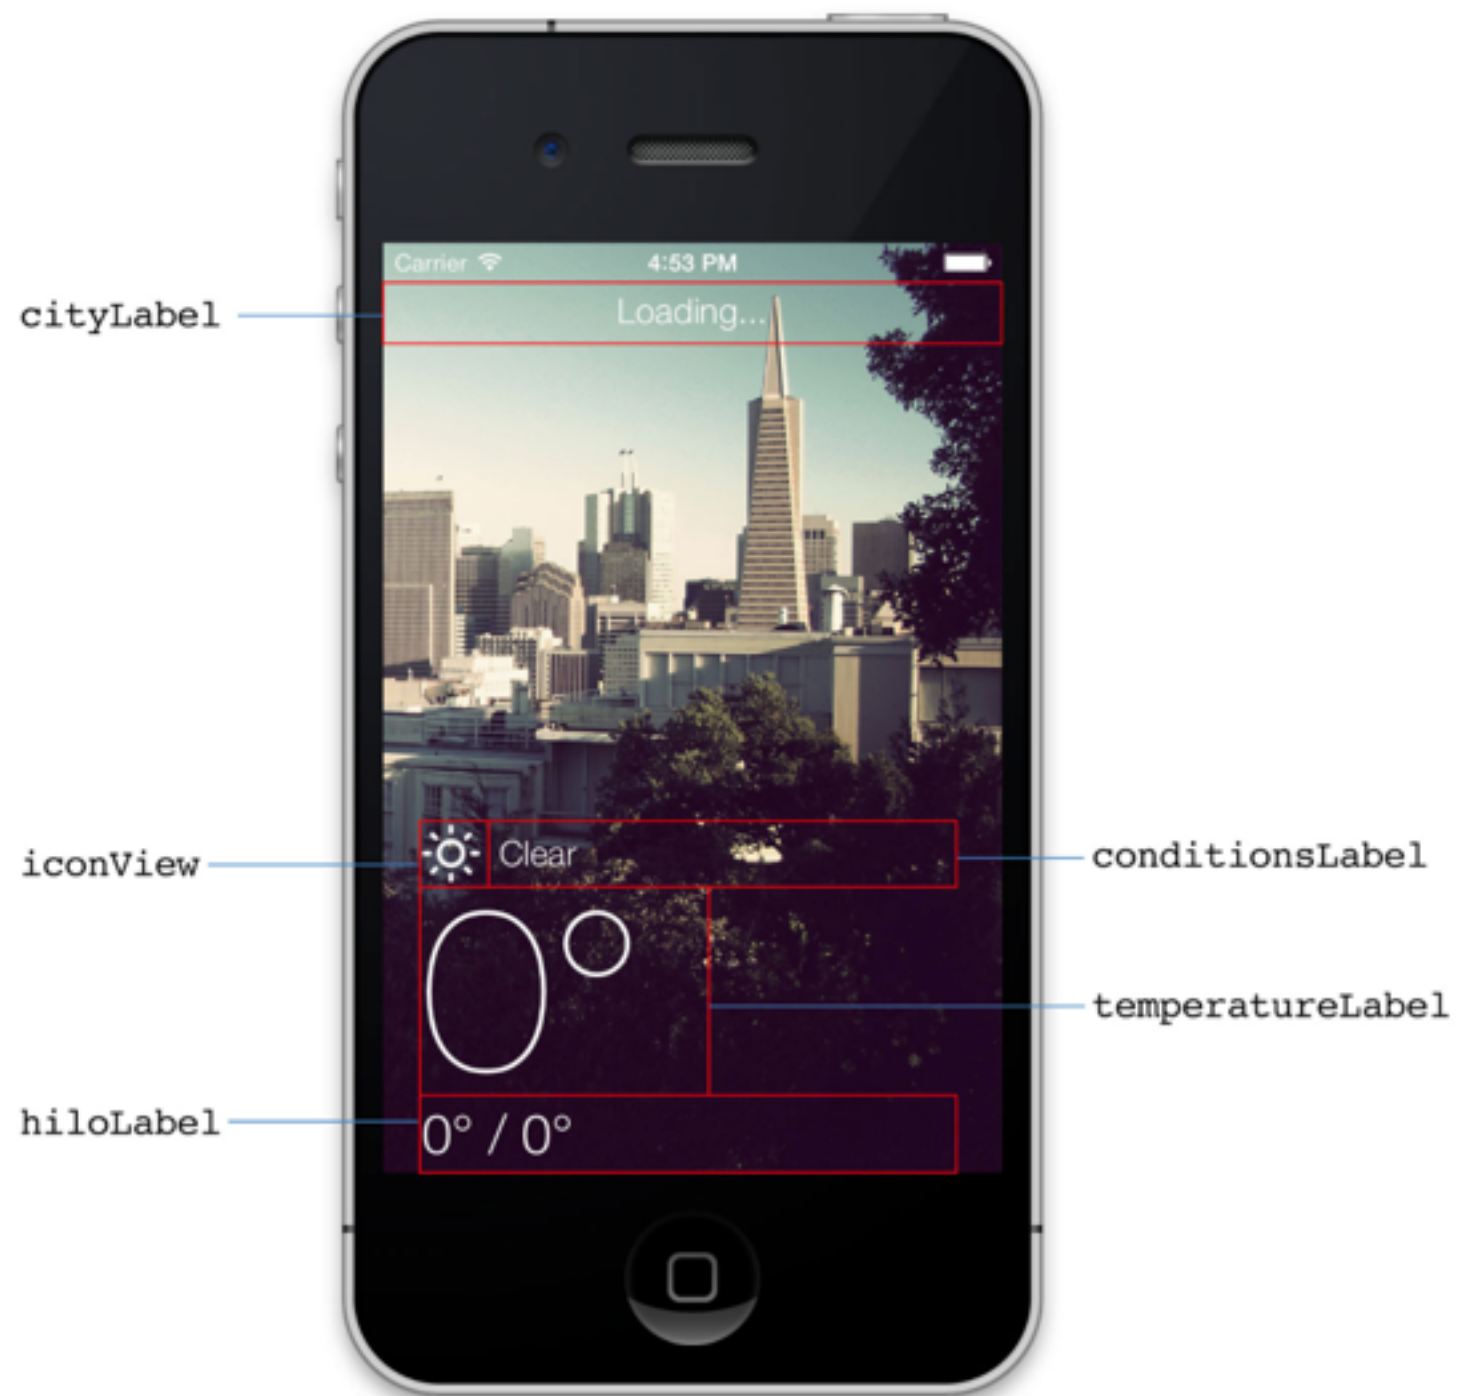 Carrier 4:53 PM
cityLabel
Loading...
iconView
Clear
conditionsLabel
0°
temperatureLabel
hiloLabel
0° / 0°